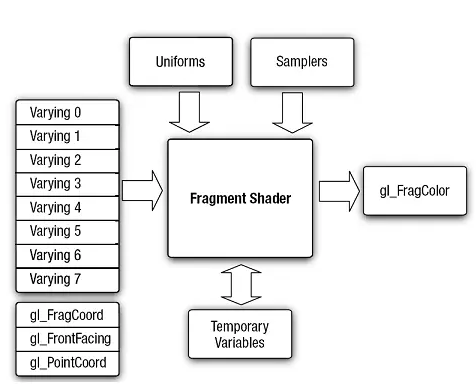 Uniforms
Samplers
Varying 0
Varying 1
Varying 2
Varying 3
Varying 4
Varying 5
Varying 6
Varying 7
Fragment Shader
gl_FragColor
gl_FragCoord
gl_FrontFacing
gl_PointCoord
Temporary
Variables